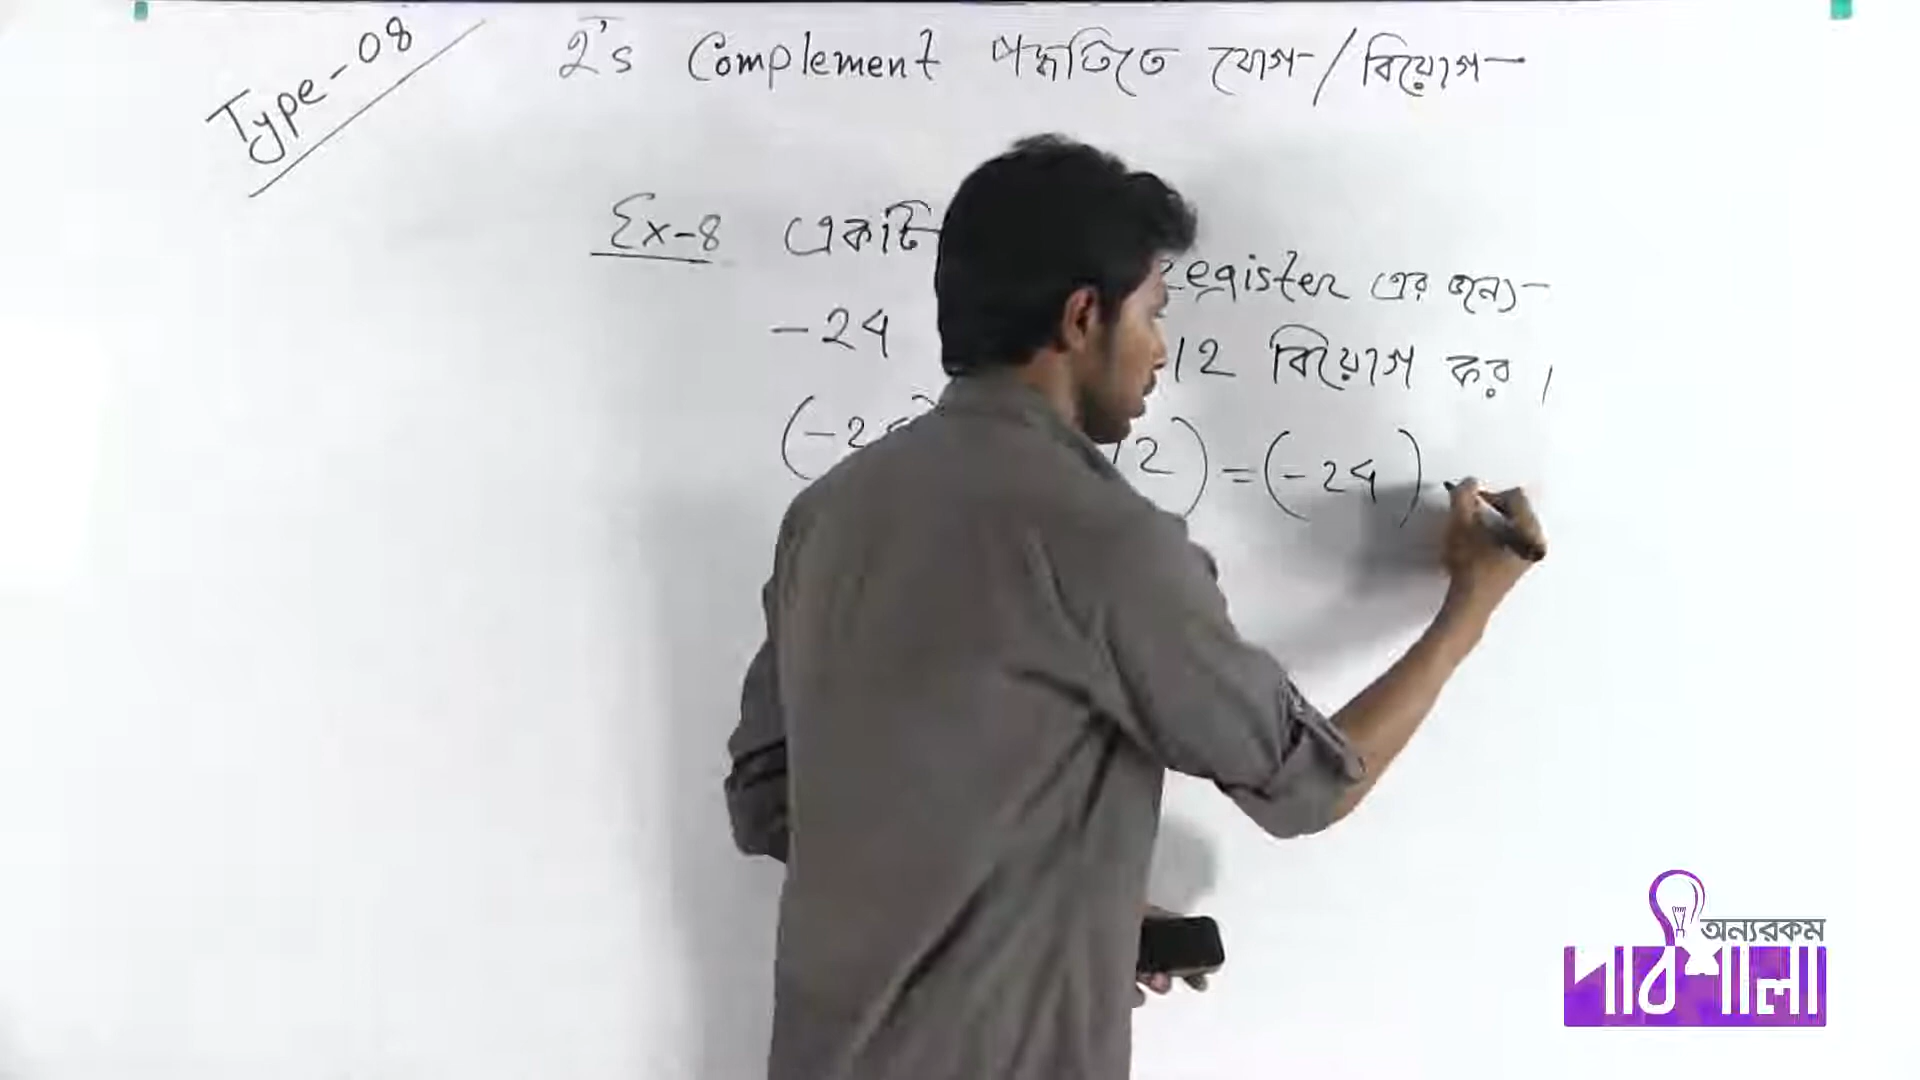 Type-08
2's Complement পদ্ধতিতে যোগ/বিয়োগ
Ex-8 একটি register এর জন্য
-24 12 বিয়োগ কর।
(-2 12) = (-24)
অন্যরকম
পাঠশালা